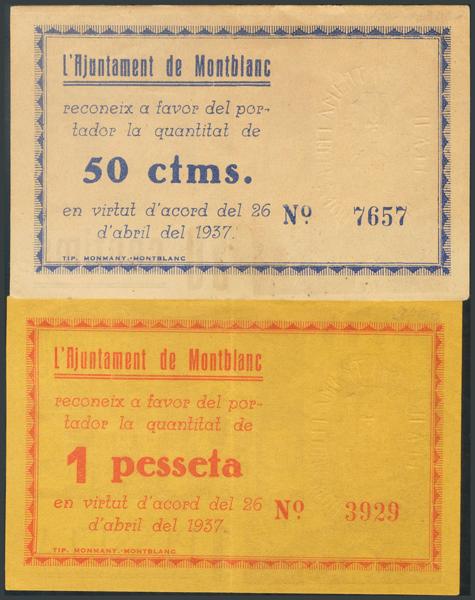 L'Ajuntament de Montblanc
reconeix a favor del por-
tador la quantitat de
50 ctms.
en virtut d'acord del 26
d'abril del 1937.
Nº 7657
TIP. MONMANY.-MONTBLANC
L'Ajuntament de Montblanc
reconeix a favor del por-
tador la quantitat de
1 pesseta
en virtut d'acord del 26
d'abril del 1937.
Nº 3929
TIP. MONMANY.-MONTBLANC